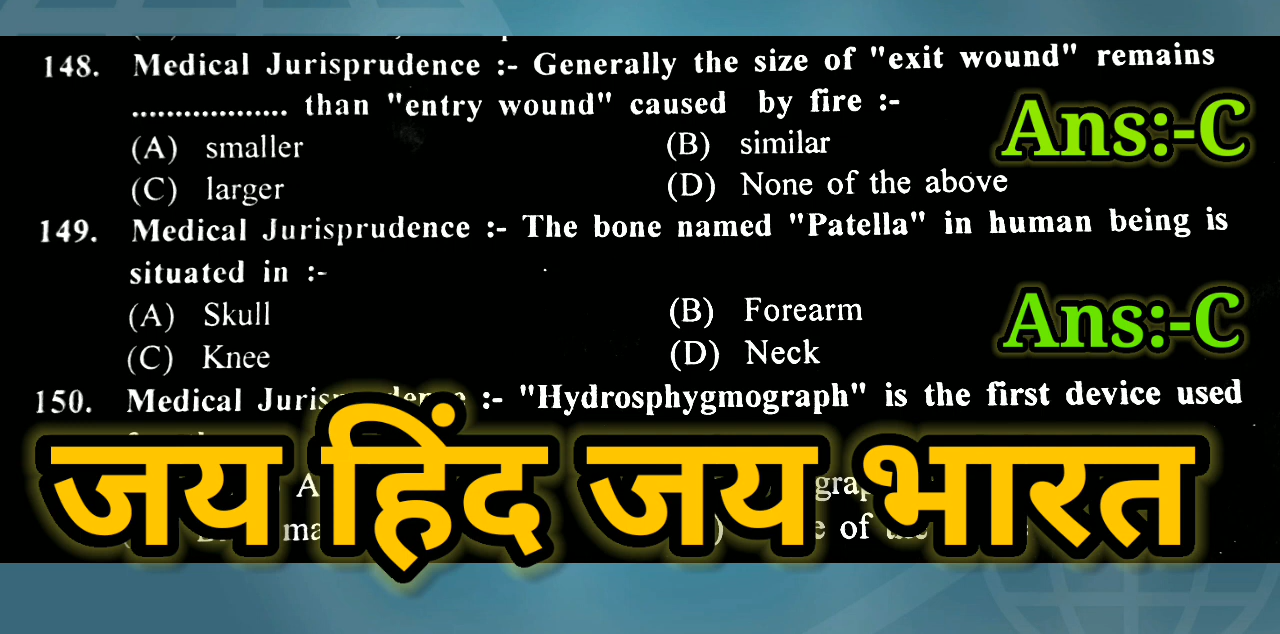 148. Medical Jurisprudence :- Generally the size of "exit wound" remains
................... than "entry wound" caused by fire :-
Ans:-C
(A) smaller (B) similar
(C) larger (D) None of the above
149. Medical Jurisprudence :- The bone named "Patella" in human being is
situated in :-
(A) Skull (B) Forearm
Ans:-C
(C) Knee (D) Neck
150. Medical :- "Hydrosphygmograph" is the first device used
जय हिंद जय भारत
of